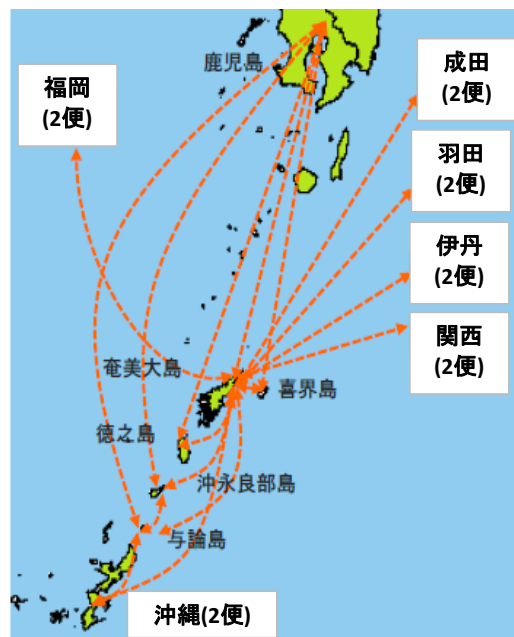 鹿児島
福岡
(2便)
成田
(2便)
羽田
(2便)
伊丹
(2便)
関西
(2便)
奄美大島
喜界島
徳之島
沖永良部島
与論島
沖縄(2便)